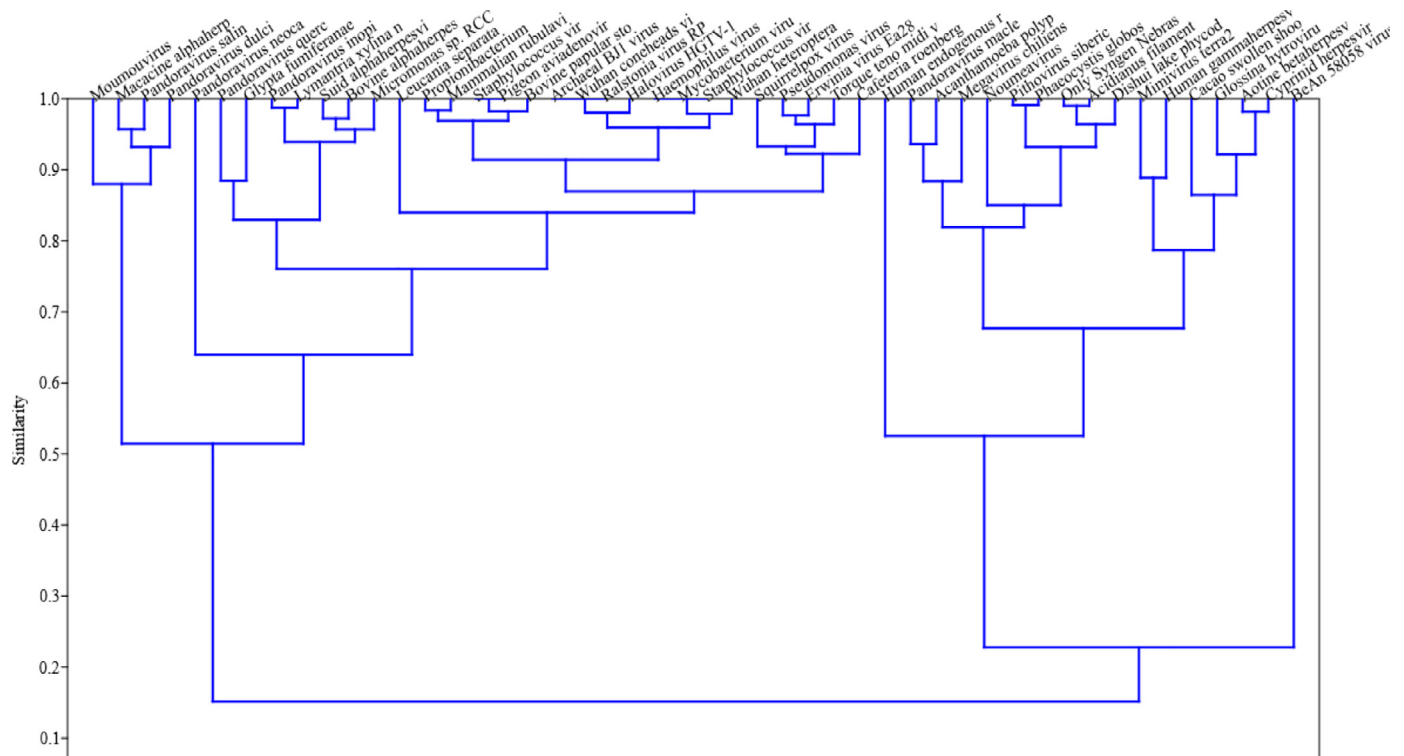 Moumouvirus
Macacine alphaherp
Pandoravirus salin
Pandoravirus dulci
Pandoravirus neoca
Pandoravirus querc
Glypta fumiferanae
Pandoravirus inopi
Lymantria xylina n
Suid alphaherpesvi
Bovine alphaherpes
Micromonas sp. RCC
Leucania separata
Propionibacterium
Mammalian rubulavi
Staphylococcus vir
Pigeon aviadenovir
Bovine papular sto
Archaeal BJ1 virus
Wuhan coneheads vi
Ralstonia virus RP
Halovirus HGTV-1
Haemophilus virus
Mycobacterium viru
Staphylococcus vir
Wuhan heteroptera
Squirrelpox virus
Pseudomonas virus
Erwinia virus Ea28
Torque teno midi v
Cafeteria roenberg
Human endogenous r
Pandoravirus macle
Acanthamoeba polyp
Megavirus chiliens
Noumeavirus
Pithovirus siberic
Phaeocystis globos
Only Syngen Nebras
Acidianus filament
Dishui lake phycod
Mimivirus terra2
Human gammaherpesv
Cacao swollen shoo
Glossina hytroviru
Aotine betaherpesv
Cyprinid herpesvir
BeAn 58058 virus
1.0
0.9
0.8
0.7
0.6
0.5
0.4
0.3
0.2
0.1
Similarity